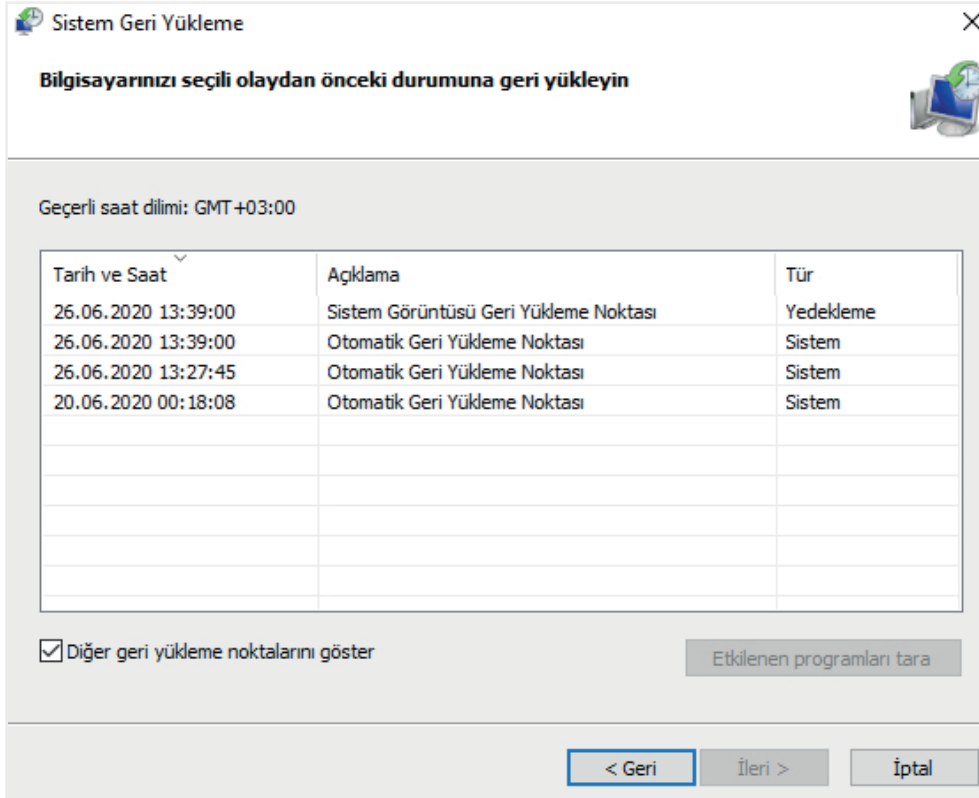 Sistem Geri Yükleme
Bilgisayarınızı seçili olaydan önceki durumuna geri yükleyin
Geçerli saat dilimi: GMT+03:00
Tarih ve Saat Açıklama Tür
26.06.2020 13:39:00 Sistem Görüntüsü Geri Yükleme Noktası Yedekleme
26.06.2020 13:39:00 Otomatik Geri Yükleme Noktası Sistem
26.06.2020 13:27:45 Otomatik Geri Yükleme Noktası Sistem
20.06.2020 00:18:08 Otomatik Geri Yükleme Noktası Sistem
Diğer geri yükleme noktalarını göster
Etkilenen programları tara
< Geri İleri > İptal